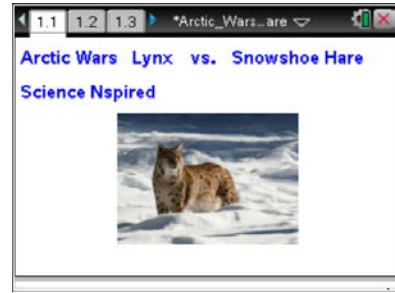 1.1 1.2 1.3 *Arctic_Wars…are
Arctic Wars Lynx vs. Snowshoe Hare
Science Nspired